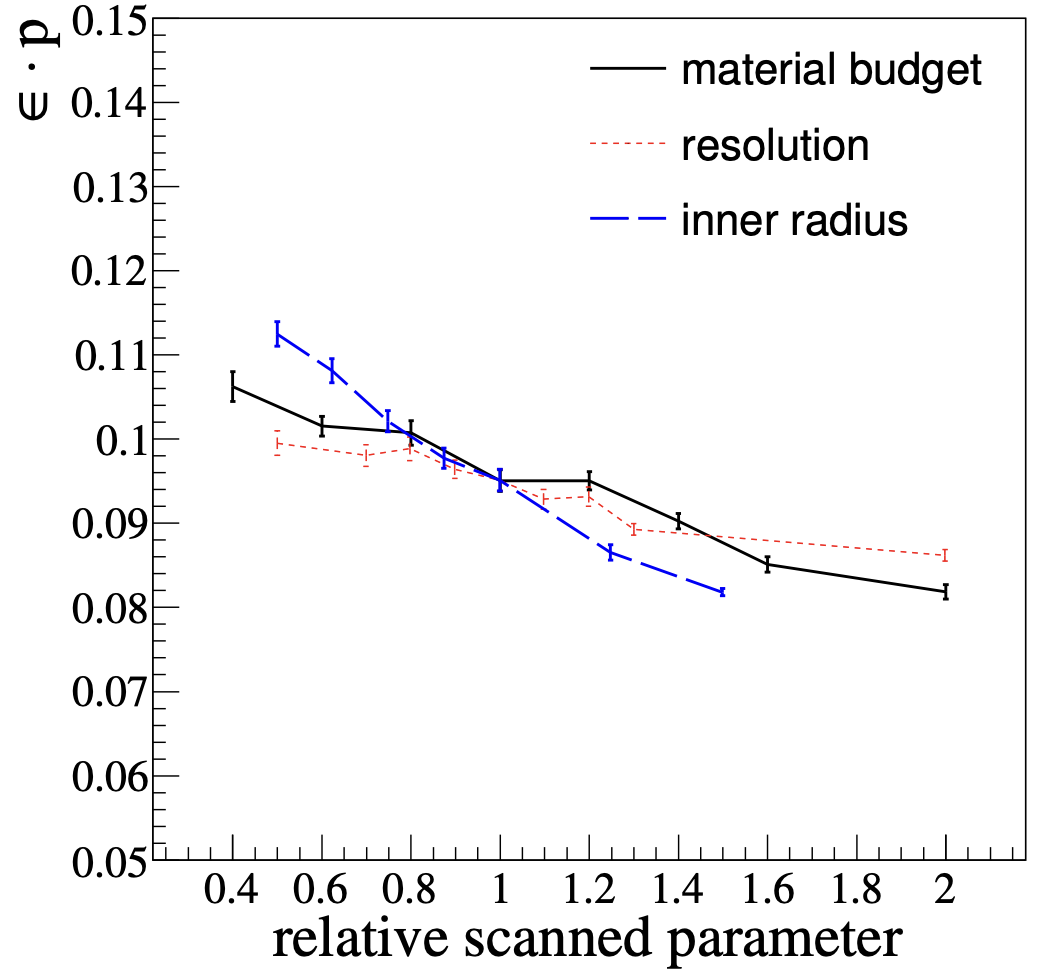 ϵ · p
0.15
0.14
0.13
0.12
0.11
0.1
0.09
0.08
0.07
0.06
0.05
material budget
resolution
inner radius
0.4 0.6 0.8 1 1.2 1.4 1.6 1.8 2
relative scanned parameter